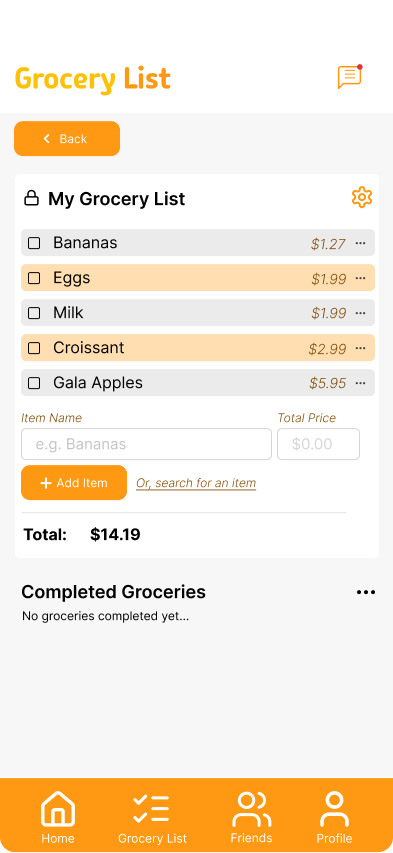 Grocery List
Back
My Grocery List
Bananas $1.27
Eggs $1.99
Milk $1.99
Croissant $2.99
Gala Apples $5.95
Item Name Total Price
e.g. Bananas $0.00
Add Item Or, search for an item
Total: $14.19
Completed Groceries
No groceries completed yet...
Home Grocery List Friends Profile